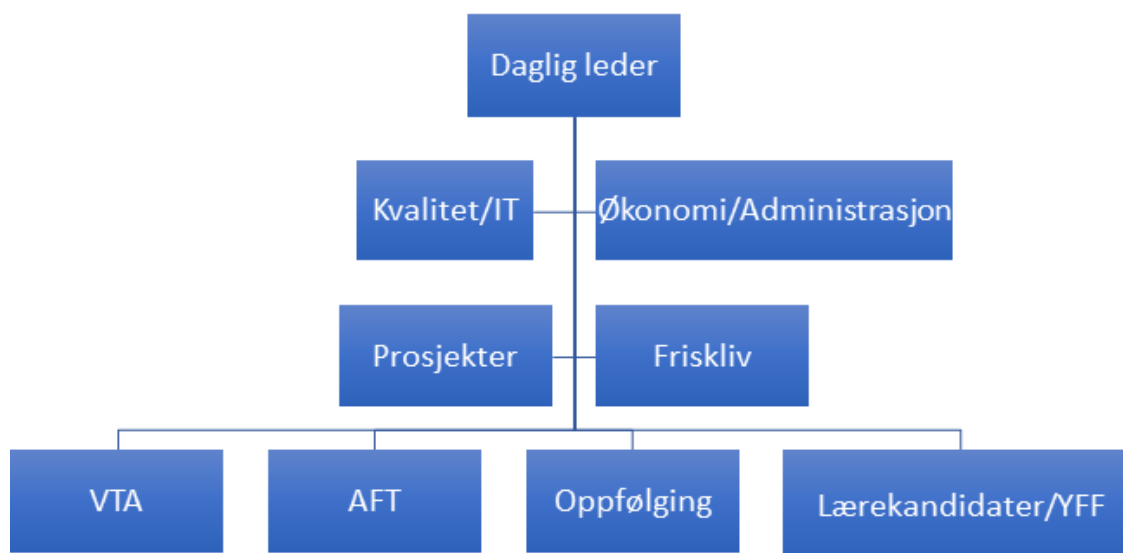 Daglig leder
Kvalitet/IT
Økonomi/Administrasjon
Prosjekter
Friskliv
VTA
AFT
Oppfølging
Lærekandidater/YFF